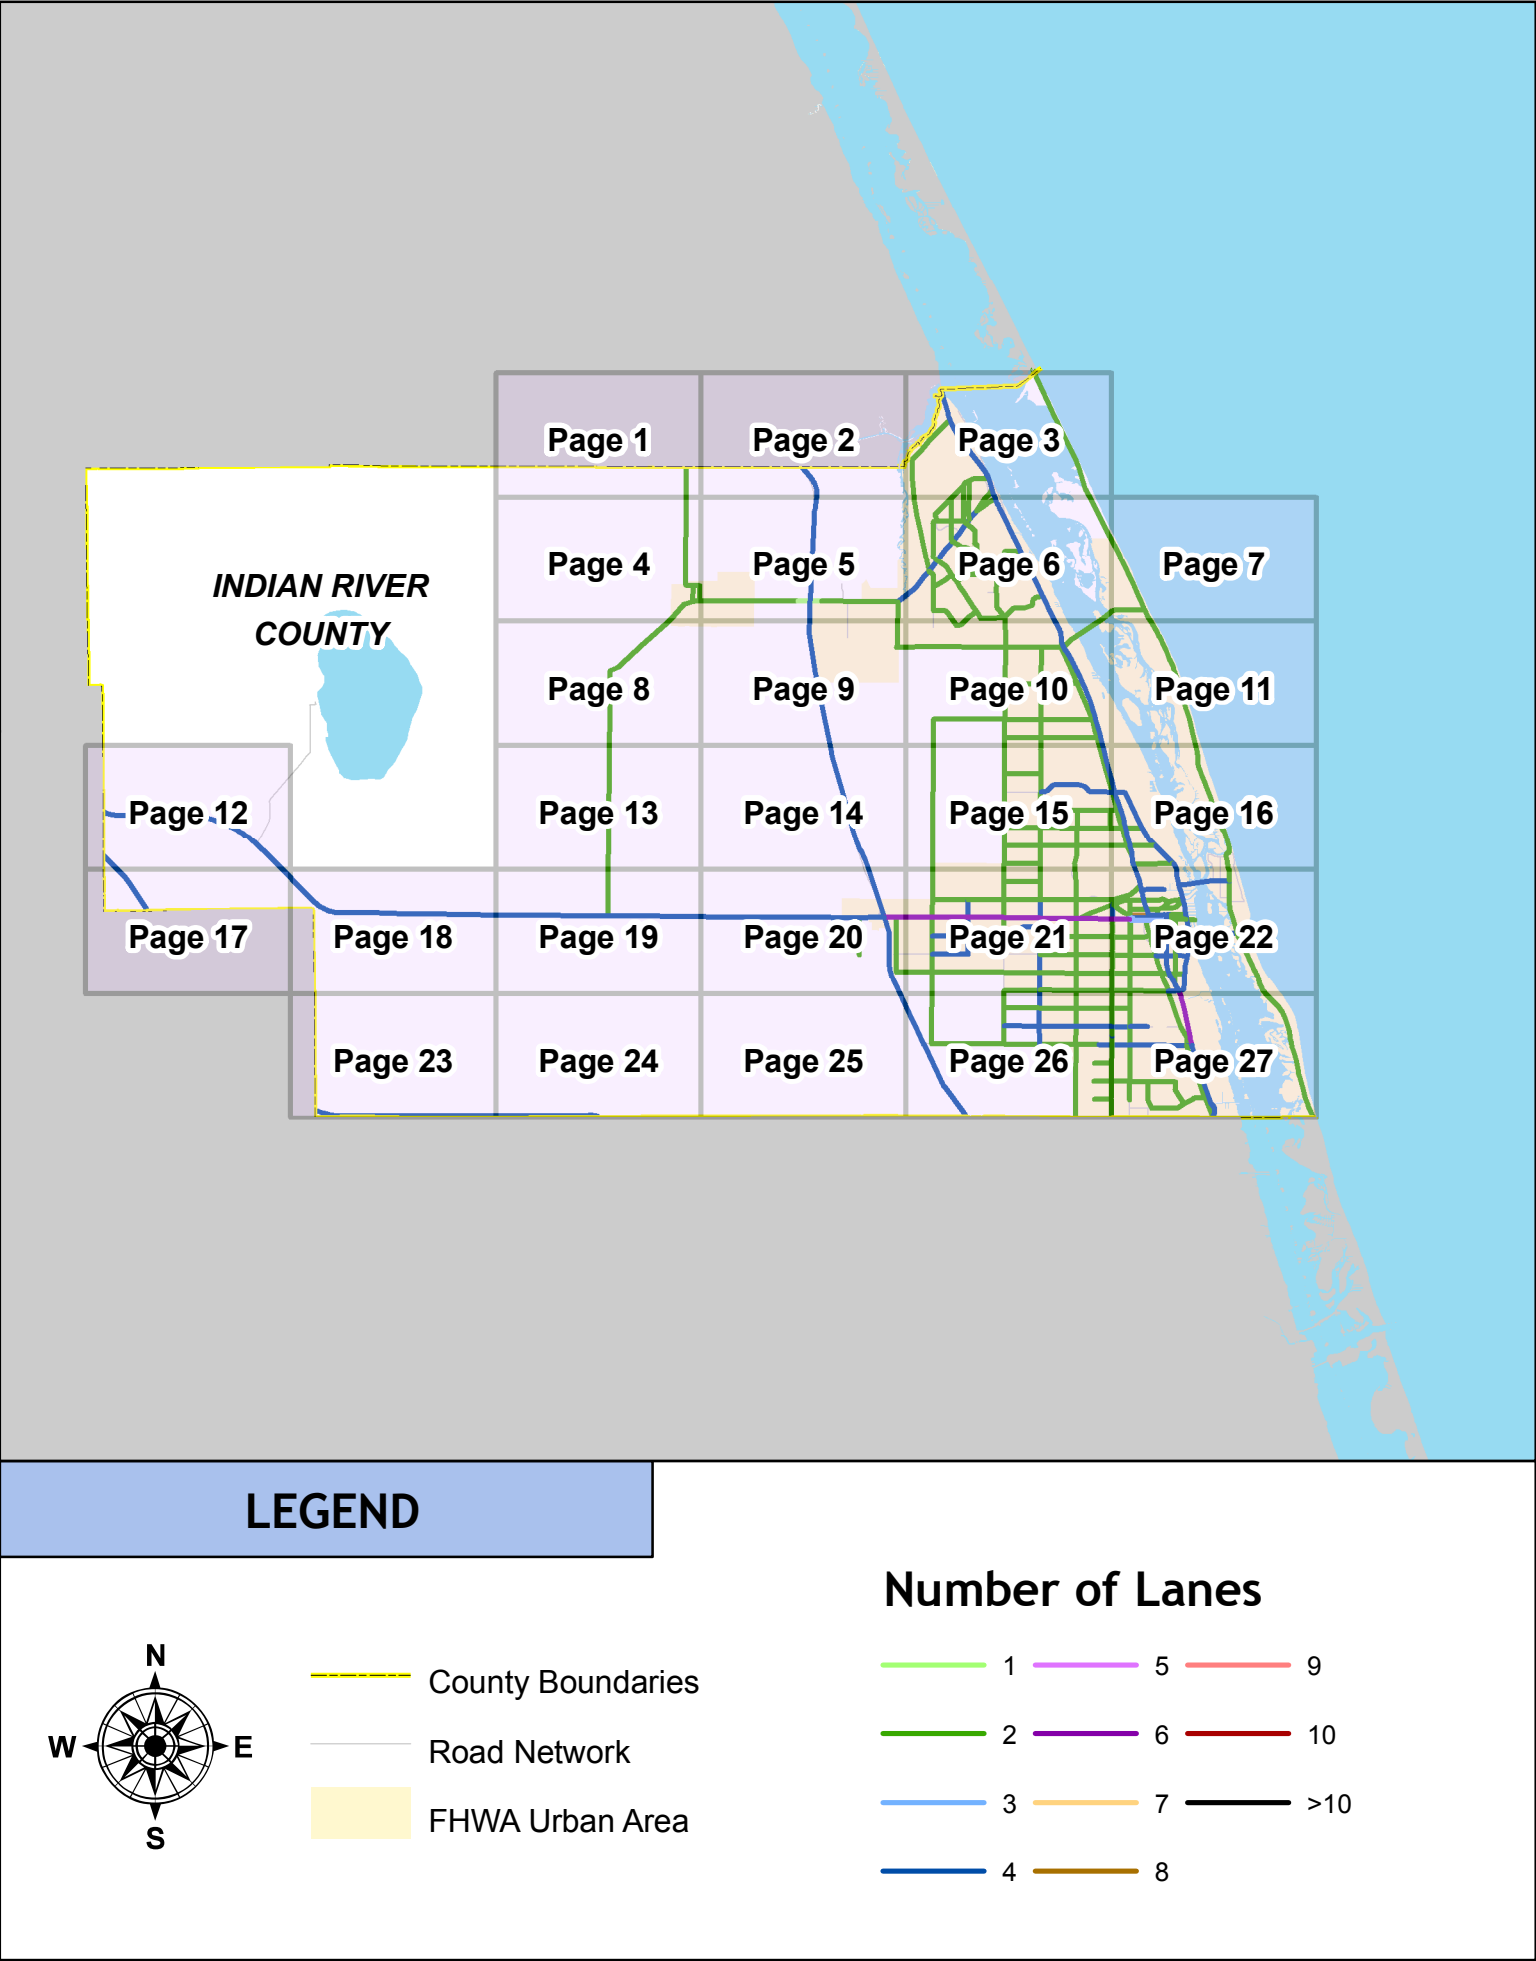 Page 1
Page 2
Page 3
Page 4
Page 5
Page 6
Page 7
INDIAN RIVER
COUNTY
Page 8
Page 9
Page 10
Page 11
Page 12
Page 13
Page 14
Page 15
Page 16
Page 17
Page 18
Page 19
Page 20
Page 21
Page 22
Page 23
Page 24
Page 25
Page 26
Page 27
LEGEND
N
W
E
S
County Boundaries
Road Network
FHWA Urban Area
Number of Lanes
1
5
9
2
6
10
3
7
>10
4
8